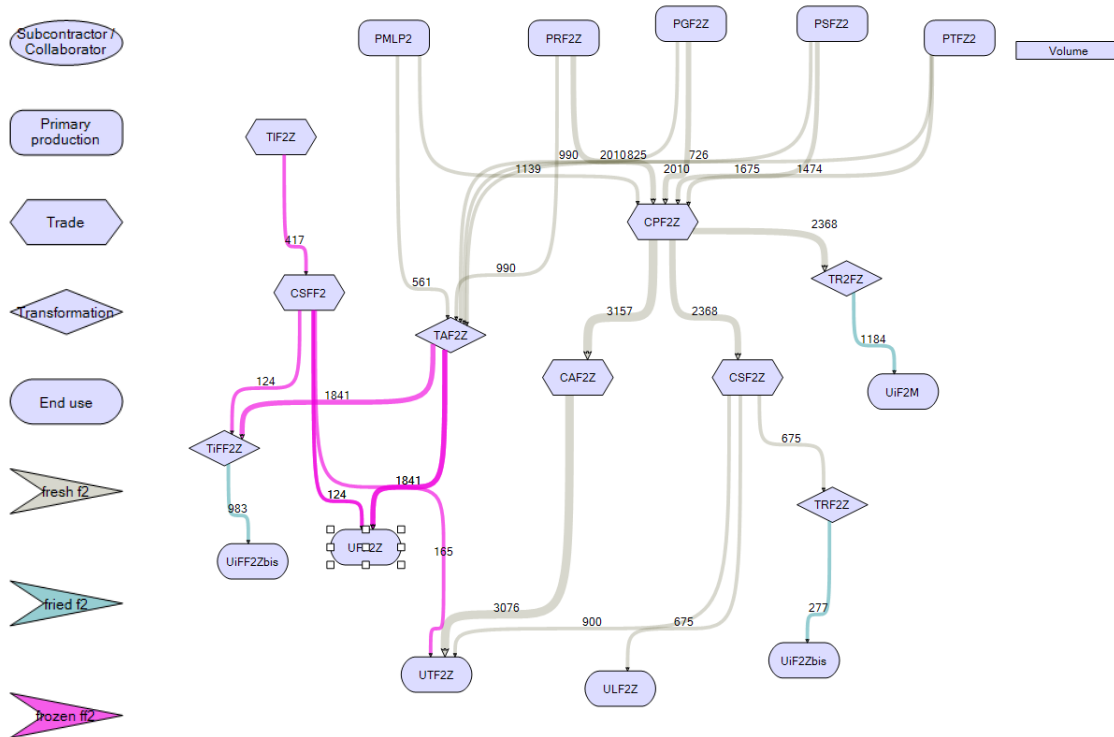 Subcontractor /
Collaborator
Primary
production
Trade
Transformation
End use
fresh f2
fried f2
frozen ff2
PMLP2
PRF2Z
PGF2Z
PSFZ2
PTFZ2
Volume
TIF2Z
990
2010
825
726
1139
2010
1675
1474
CPF2Z
2368
417
990
TR2FZ
561
CSFF2
3157
2368
TAF2Z
1184
124
1841
CAF2Z
CSF2Z
UiF2M
TiFF2Z
675
1841
124
983
TRF2Z
165
UiFF2Zbis
3076
900
675
277
UTF2Z
ULF2Z
UiF2Zbis